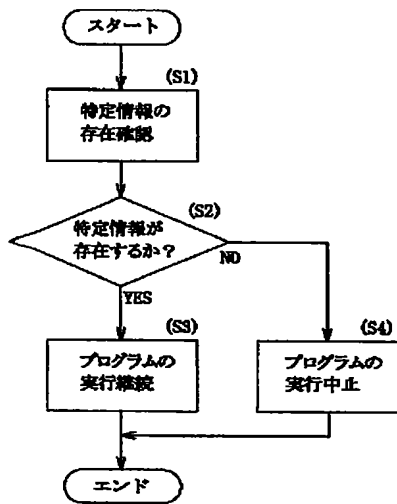 スタート
(S1)
特定情報の
存在確認
(S2)
特定情報が
存在するか？
NO
YES
(S3)
プログラムの
実行継続
(S4)
プログラムの
実行中止
エンド